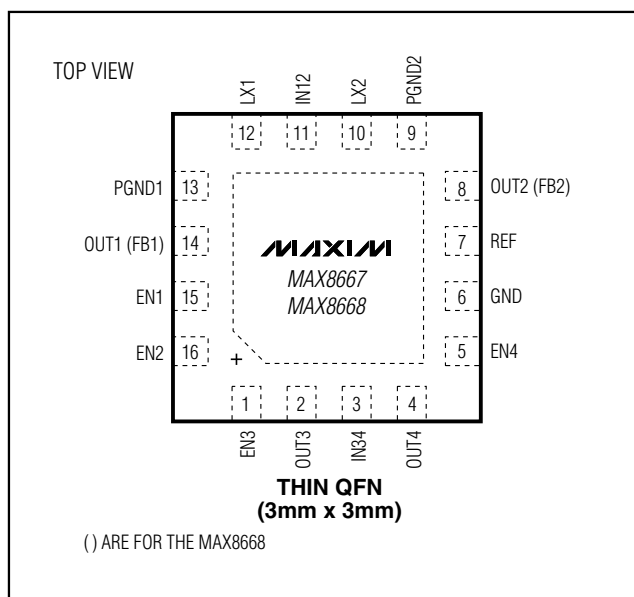 TOP VIEW
LX1
IN12
LX2
PGND2
12
11
10
9
PGND1 13
8 OUT2 (FB2)
OUT1 (FB1) 14
7 REF
EN1 15
6 GND
EN2 16
5 EN4
MAXIM
MAX8667
MAX8668
+
1
2
3
4
EN3
OUT3
IN34
OUT4
THIN QFN
(3mm x 3mm)
( ) ARE FOR THE MAX8668